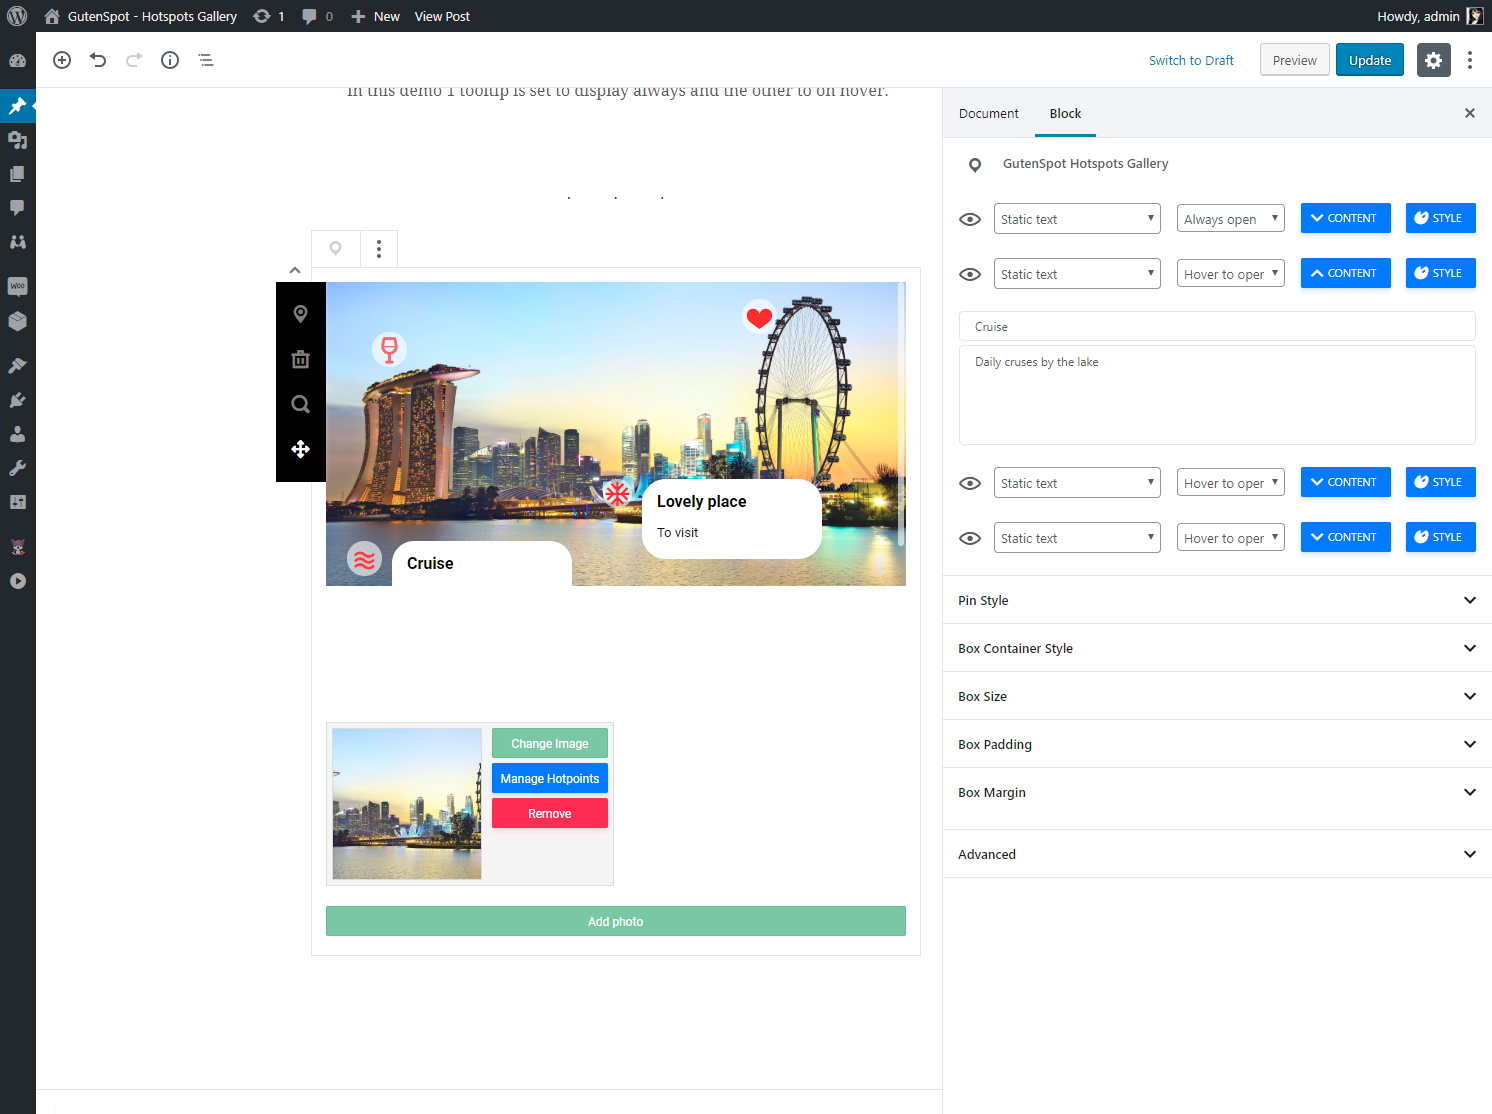 GutenSpot - Hotspots Gallery 1 0 New View Post Howdy, admin
Switch to Draft Preview Update
In this demo 1 tooltip is set to display always and the other to on hover.
. . .
Lovely place
To visit
Cruise
Change Image
Manage Hotpoints
Remove
Add photo
Woo
Document Block
GutenSpot Hotspots Gallery
Static text Always open CONTENT STYLE
Static text Hover to oper CONTENT STYLE
Cruise
Daily cruses by the lake
Static text Hover to oper CONTENT STYLE
Static text Hover to oper CONTENT STYLE
Pin Style
Box Container Style
Box Size
Box Padding
Box Margin
Advanced